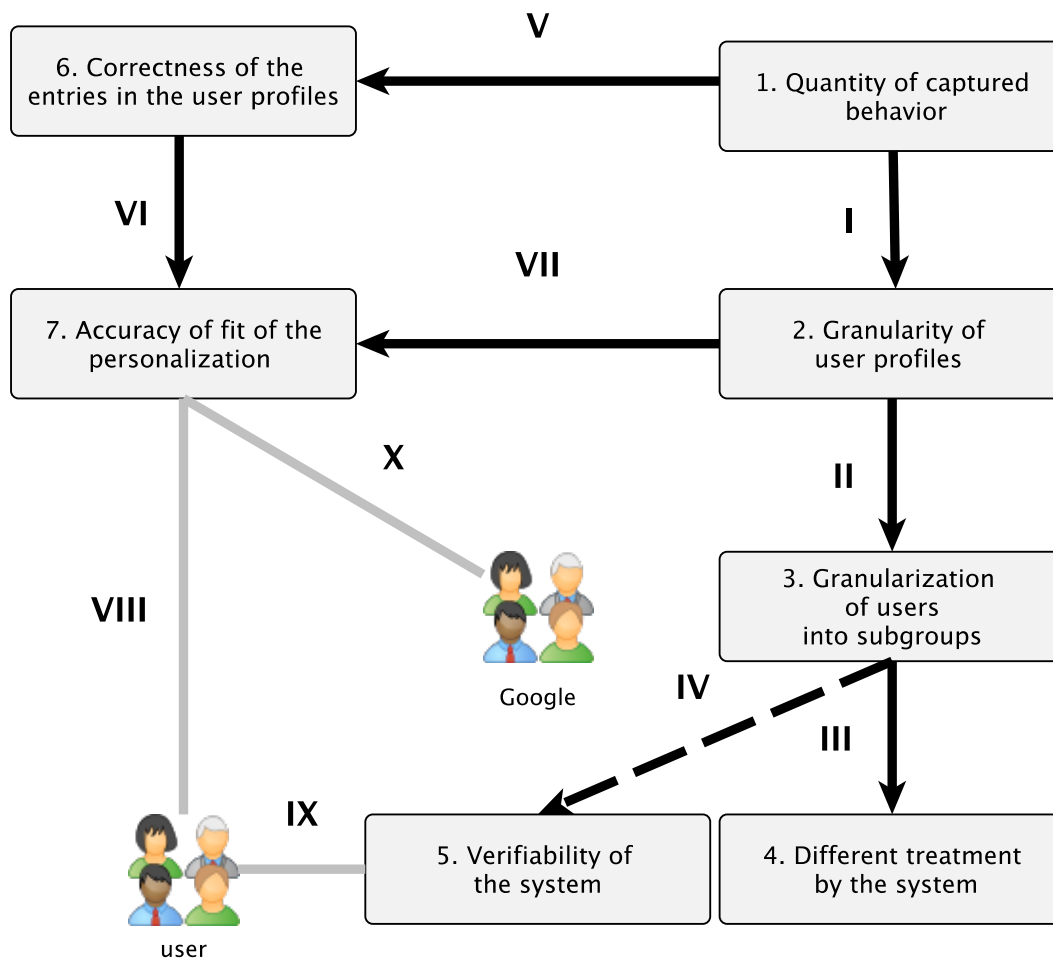 V
6. Correctness of the
entries in the user profiles
1. Quantity of captured
behavior
VI
I
VII
7. Accuracy of fit of the
personalization
2. Granularity of
user profiles
X
II
VIII
3. Granularization
of users
into subgroups
Google
IV
III
IX
5. Verifiability of
the system
4. Different treatment
by the system
user